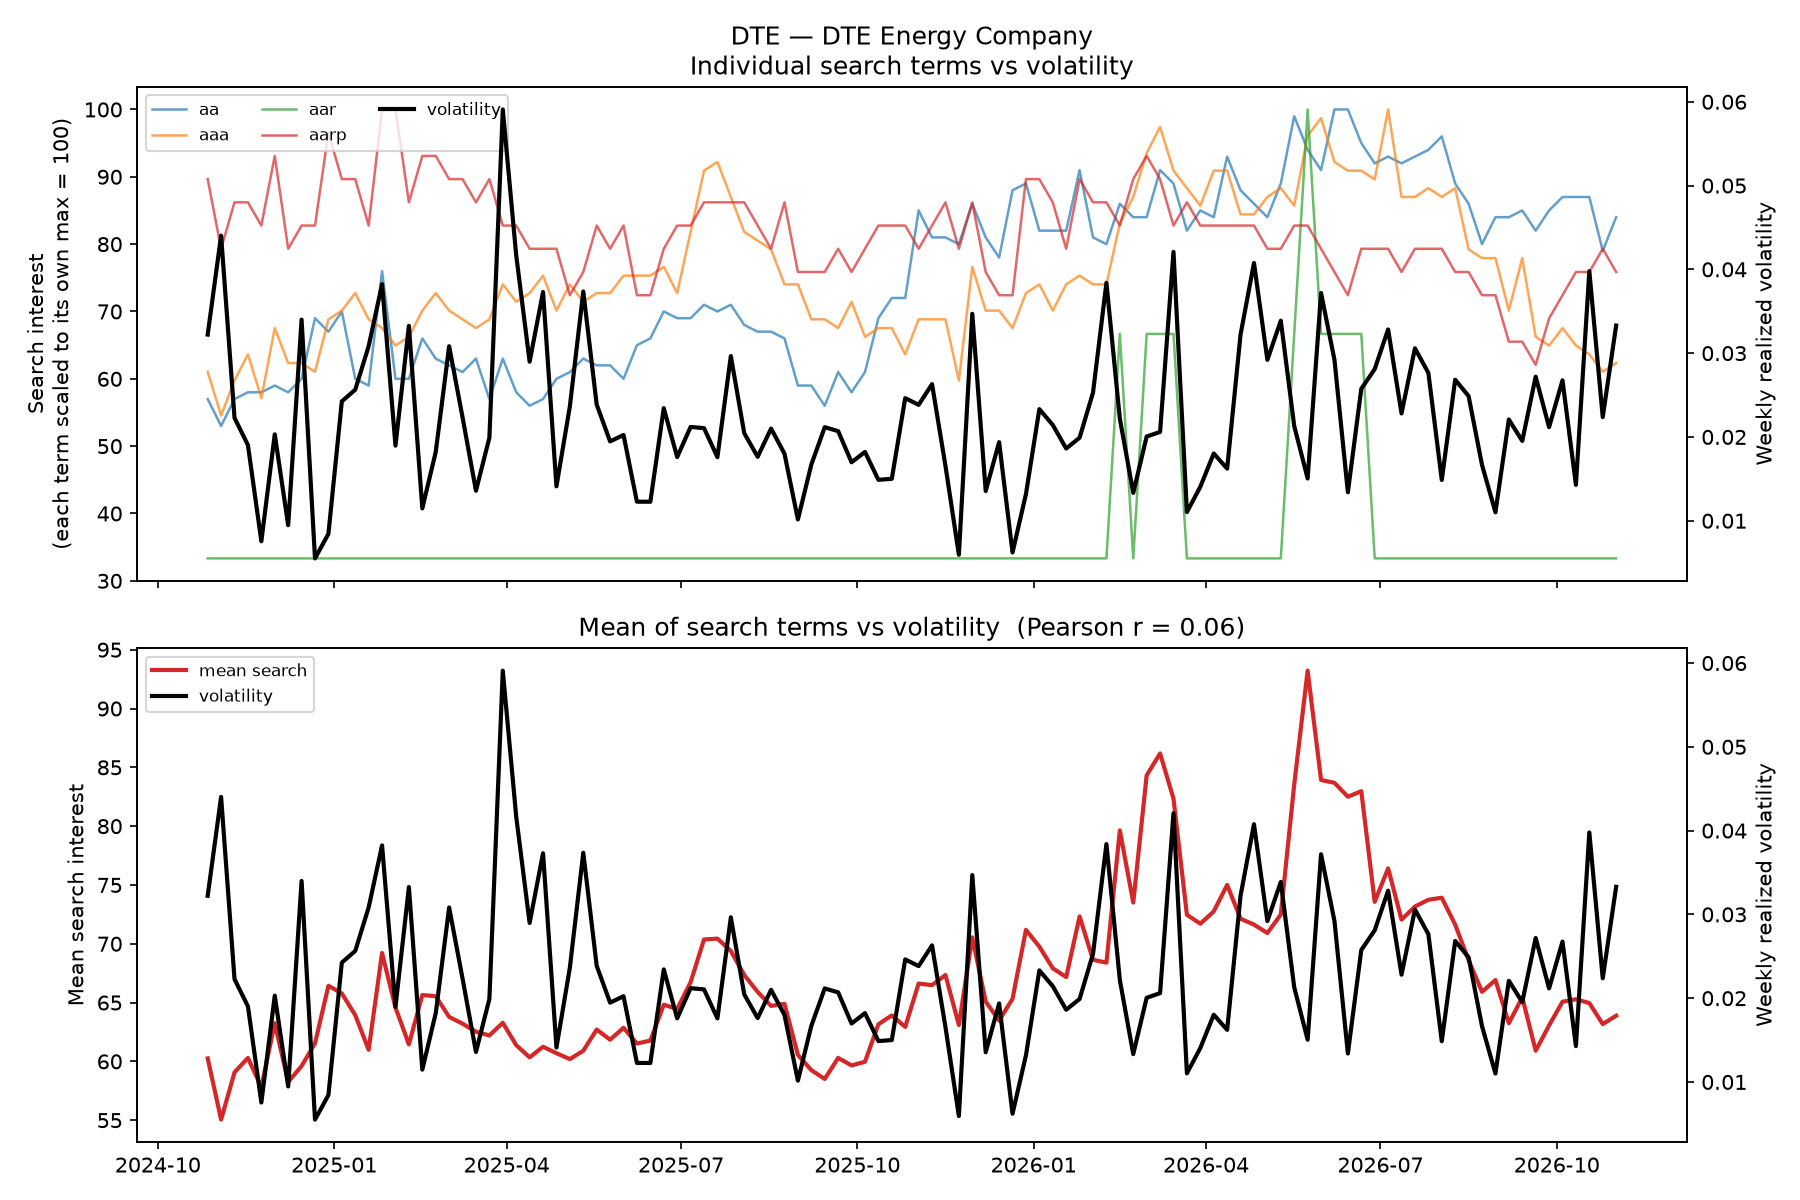 DTE — DTE Energy Company
Individual search terms vs volatility
aa
aar
volatility
aaa
aarp
100
90
80
70
60
50
40
30
Search interest
(each term scaled to its own max = 100)
0.06
0.05
0.04
0.03
0.02
0.01
Weekly realized volatility
Mean of search terms vs volatility  (Pearson r = 0.06)
mean search
volatility
95
90
85
80
75
70
65
60
55
Mean search interest
0.06
0.05
0.04
0.03
0.02
0.01
Weekly realized volatility
2024-10
2025-01
2025-04
2025-07
2025-10
2026-01
2026-04
2026-07
2026-10